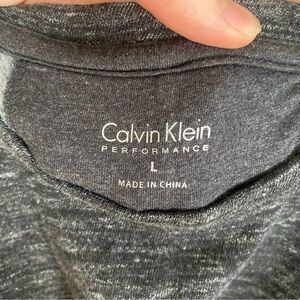 Calvin Klein
PERFORMANCE
L
MADE IN CHINA